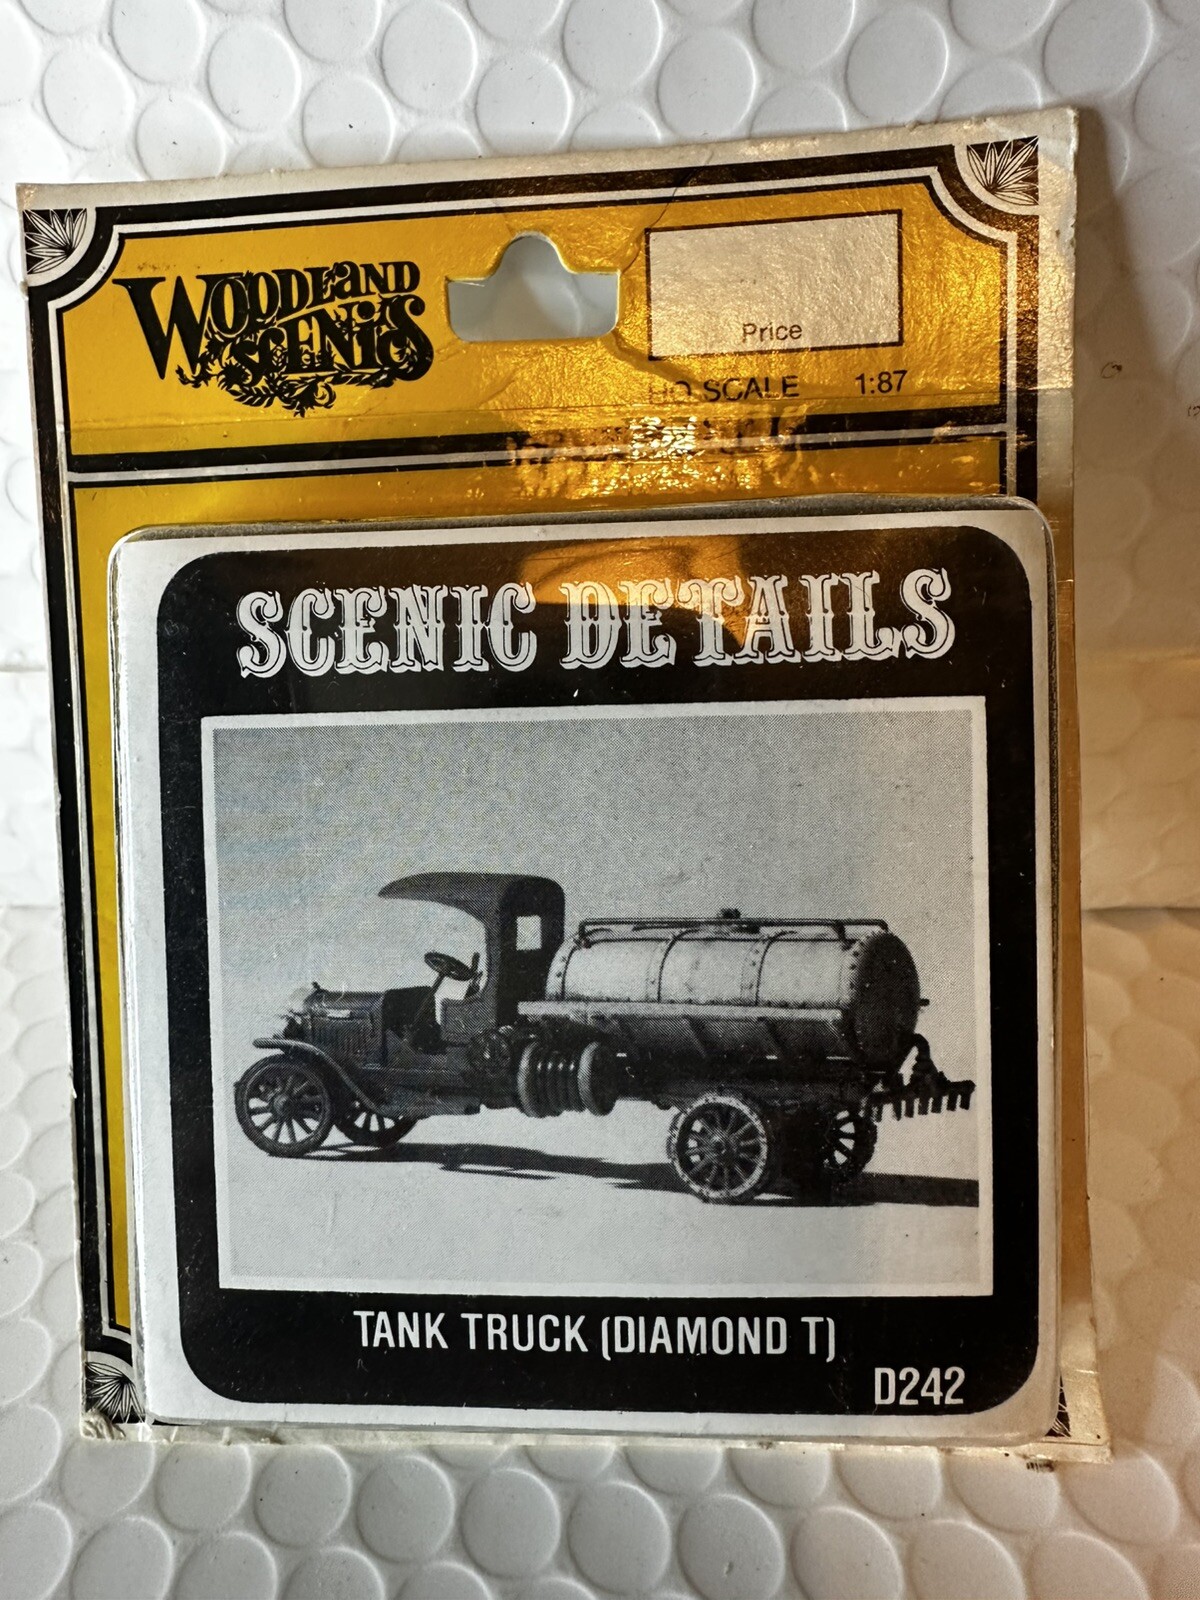 WOODLAND
SCENICS
Price
HO SCALE 1:87
SCENIC DETAILS
TANK TRUCK (DIAMOND T)
D242